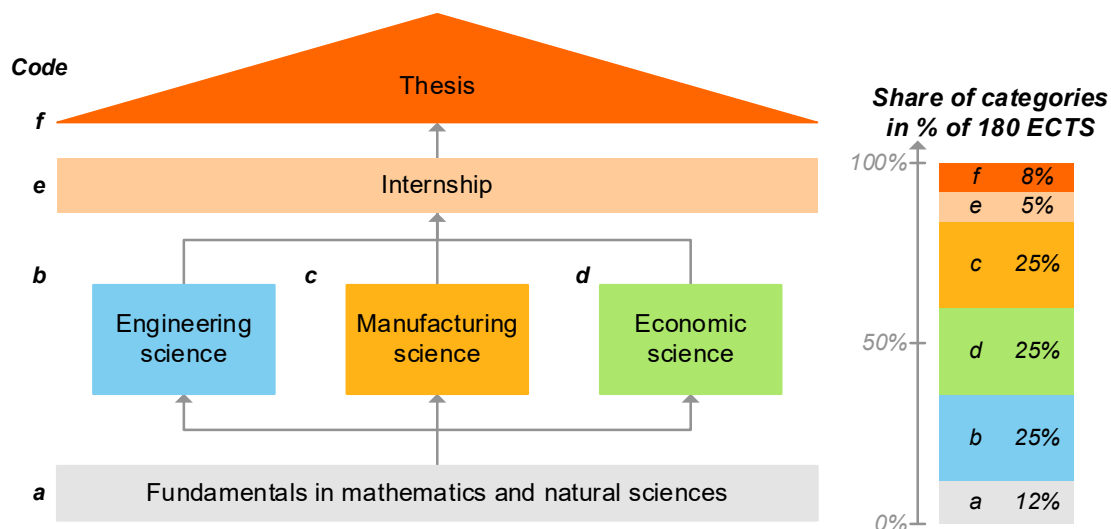 Code
Thesis
f
Internship
e
b
c
d
Engineering
science
Manufacturing
science
Economic
science
a
Fundamentals in mathematics and natural sciences
Share of categories
in % of 180 ECTS
100%
f 8%
e 5%
c 25%
50%
d 25%
b 25%
a 12%
0%